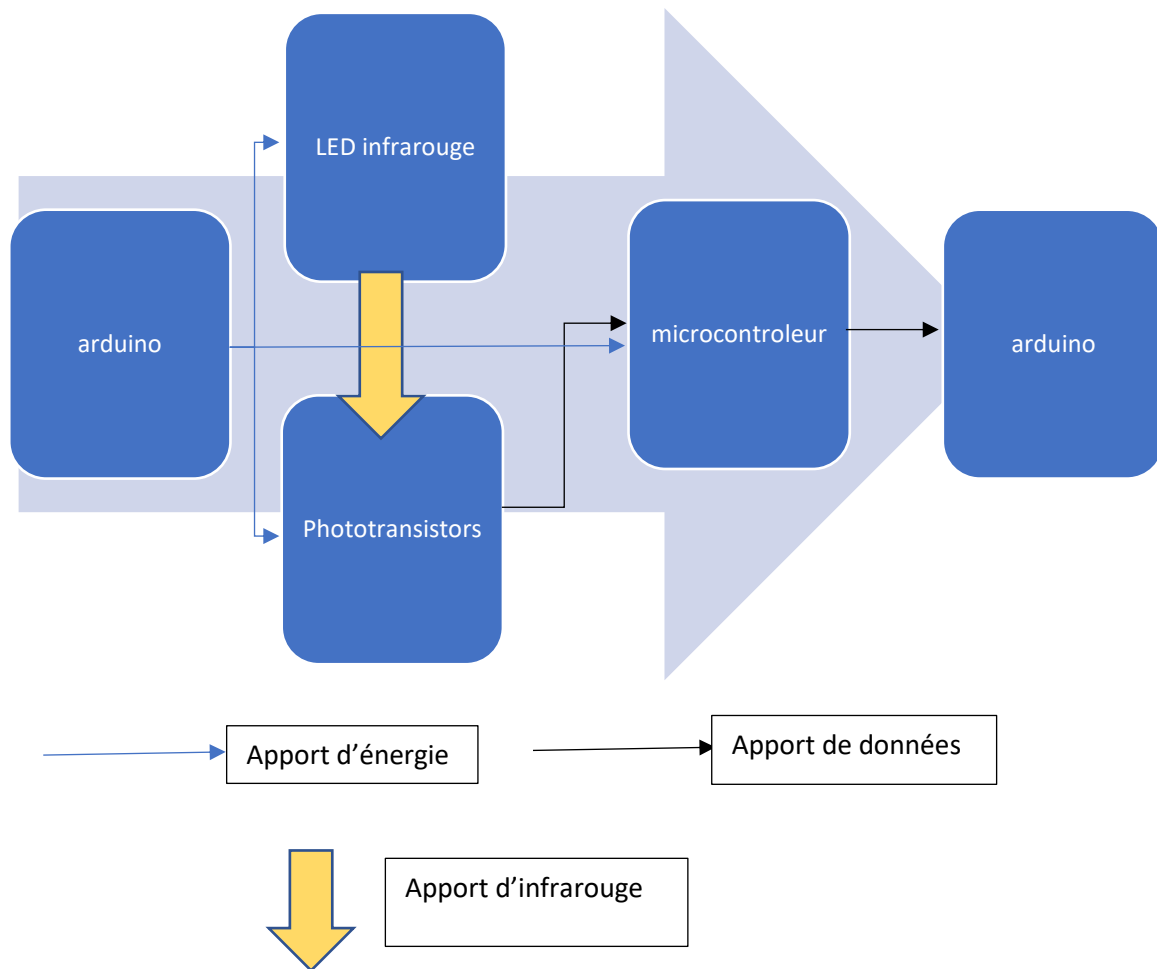 LED infrarouge
arduino
microcontroleur
arduino
Phototransistors
Apport d’énergie
Apport de données
Apport d’infrarouge